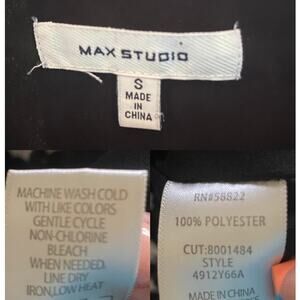 MAX STUDIO
S
MADE
IN
CHINA
MACHINE WASH COLD
WITH LIKE COLORS
GENTLE CYCLE
NON-CHLORINE
BLEACH
WHEN NEEDED.
LINE DRY
IRON,LOW HEAT
RN#58822
100% POLYESTER
CUT:8001484
STYLE
4912Y66A
MADE IN CHINA